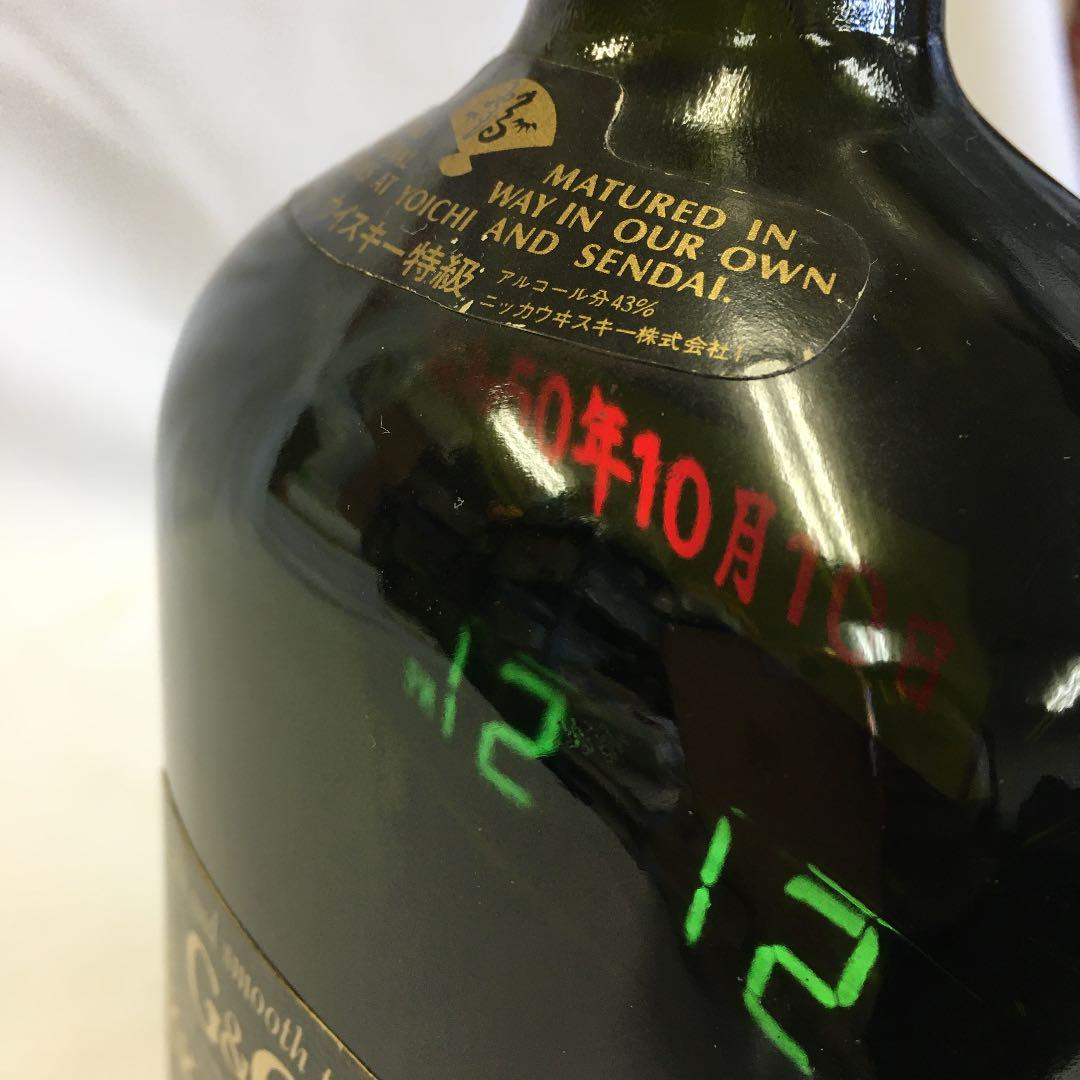 MATURED IN
WAY IN OUR OWN
AT YOICHI AND SENDAI.
ウイスキー特級
アルコール分43%
ニッカウヰスキー株式会社
50年10月10日
12
12
smooth
G&G